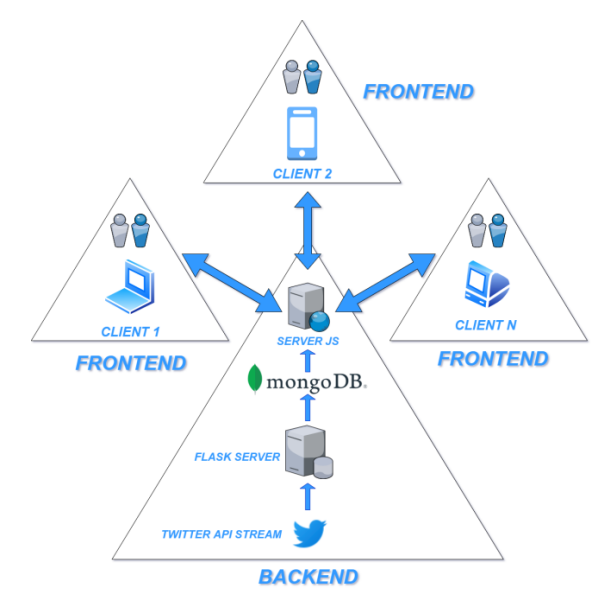 FRONTEND
CLIENT 2
CLIENT 1
FRONTEND
CLIENT N
FRONTEND
SERVER JS
mongoDB.
FLASK SERVER
TWITTER API STREAM
BACKEND